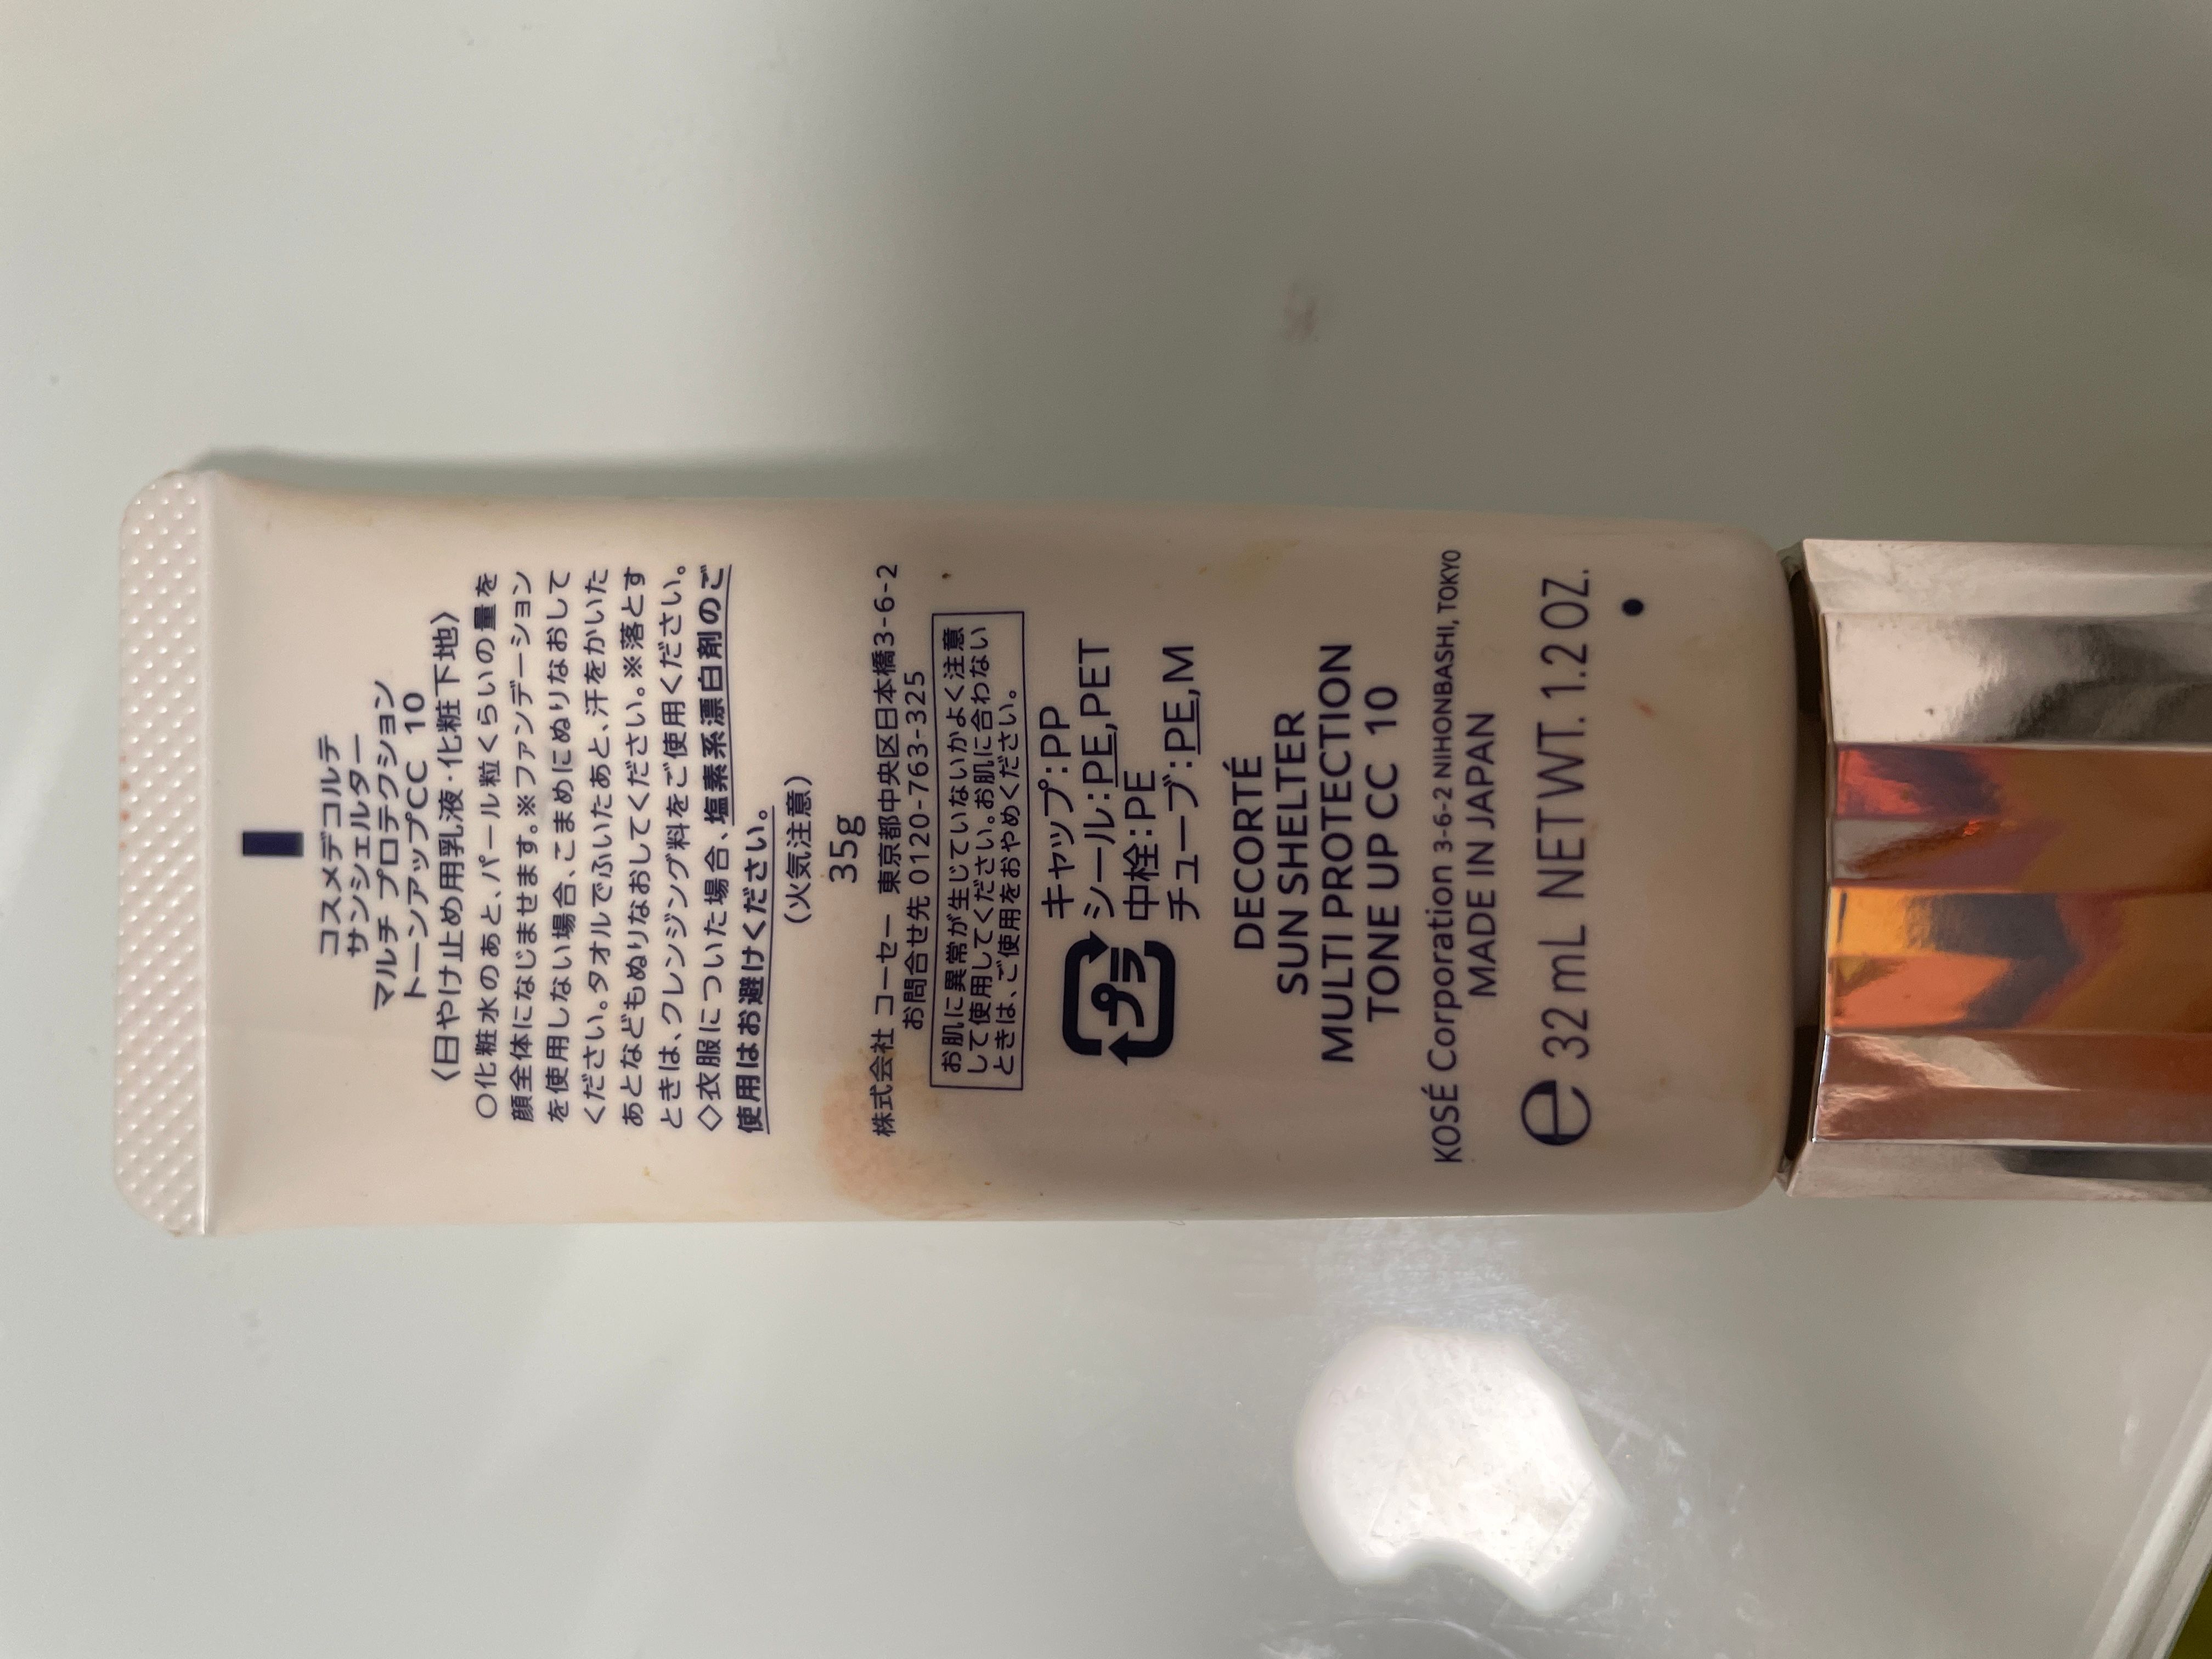 コスメデコルテ
サンシェルター
マルチ プロテクション
トーンアップCC 10
〈日やけ止め用乳液・化粧下地〉
○化粧水のあと、パール粒くらいの量を
顔全体になじませます。※ファンデーション
を使用しない場合、こまめにぬりなおして
ください。タオルでふいたあと、汗をかいた
あとなどもぬりなおしてください。※落とす
ときは、クレンジング料をご使用ください。
◇衣服についた場合、塩素系漂白剤のご
使用はお避けください。
（火気注意）
35g
株式会社 コーセー 東京都中央区日本橋3-6-2
お問合せ先 0120-763-325
お肌に異常が生じていないかよく注意
して使用してください。お肌に合わない
ときは、ご使用をおやめください。
プラ
キャップ:PP
シール:PE,PET
中栓:PE
チューブ:PE,M
DECORTÉ
SUN SHELTER
MULTI PROTECTION
TONE UP CC 10
KOSÉ Corporation 3-6-2 NIHONBASHI, TOKYO
MADE IN JAPAN
℮ 32 mL NET WT. 1.2 OZ.